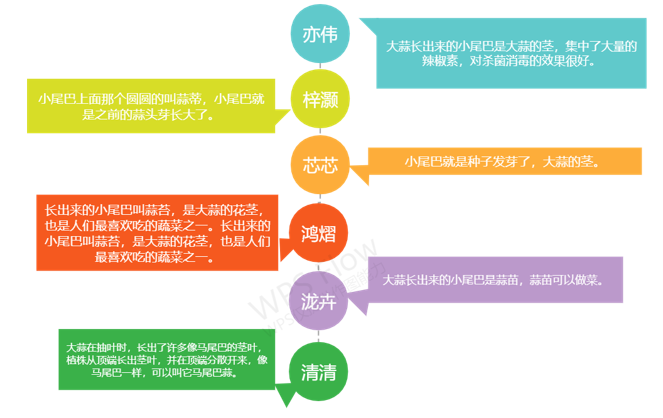 亦伟
大蒜长出来的小尾巴是大蒜的茎，集中了大量的
辣椒素，对杀菌消毒的效果很好。
梓灏
小尾巴上面那个圆圆的叫蒜蒂，小尾巴就
是之前的蒜头芽长大了。
芯芯
小尾巴就是种子发芽了，大蒜的茎。
鸿熠
长出来的小尾巴叫蒜苔，是大蒜的花茎，
也是人们最喜欢吃的蔬菜之一。长出来的
小尾巴叫蒜苔，是大蒜的花茎，也是人们
最喜欢吃的蔬菜之一。
泷卉
大蒜长出来的小尾巴是蒜苗，蒜苗可以做菜。
清清
大蒜在抽叶时，长出了许多像马尾巴的茎叶，
植株从顶端长出茎叶，并在顶端分散开来，像
马尾巴一样，可以叫它马尾巴蒜。
WPS Now